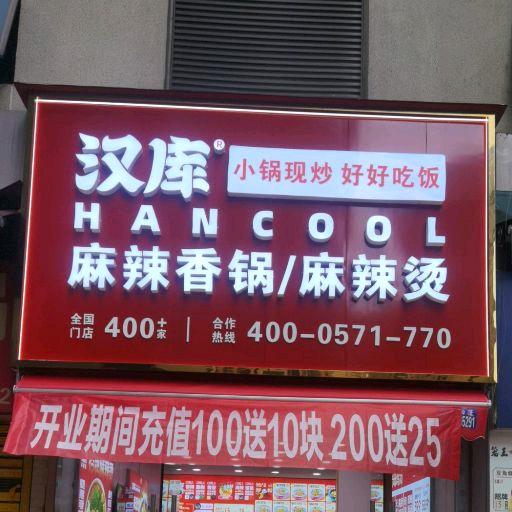 汉库®
小锅现炒 好好吃饭
HANCOOL
麻辣香锅/麻辣烫
全国门店 400+家 | 合作热线 400-0571-770
开业期间充值100送10块 200送25
5291